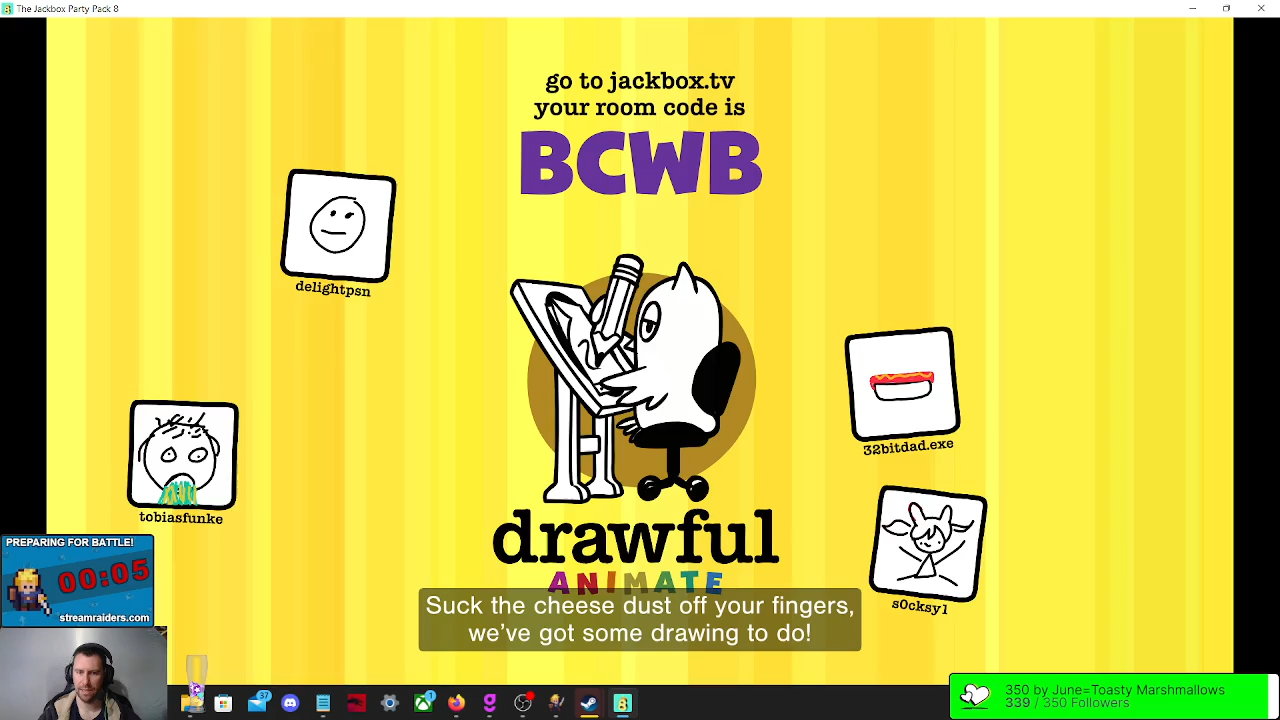 The Jackbox Party Pack 8
go to jackbox.tv
your room code is
BCWB
delightpsn
32bitdad.exe
tobiasfunke
s0cksy1
drawful
ANIMATE
Suck the cheese dust off your fingers,
we've got some drawing to do!
PREPARING FOR BATTLE!
00:05
streamraiders.com
37
1
350 by June=Toasty Marshmallows
339 / 350 Followers